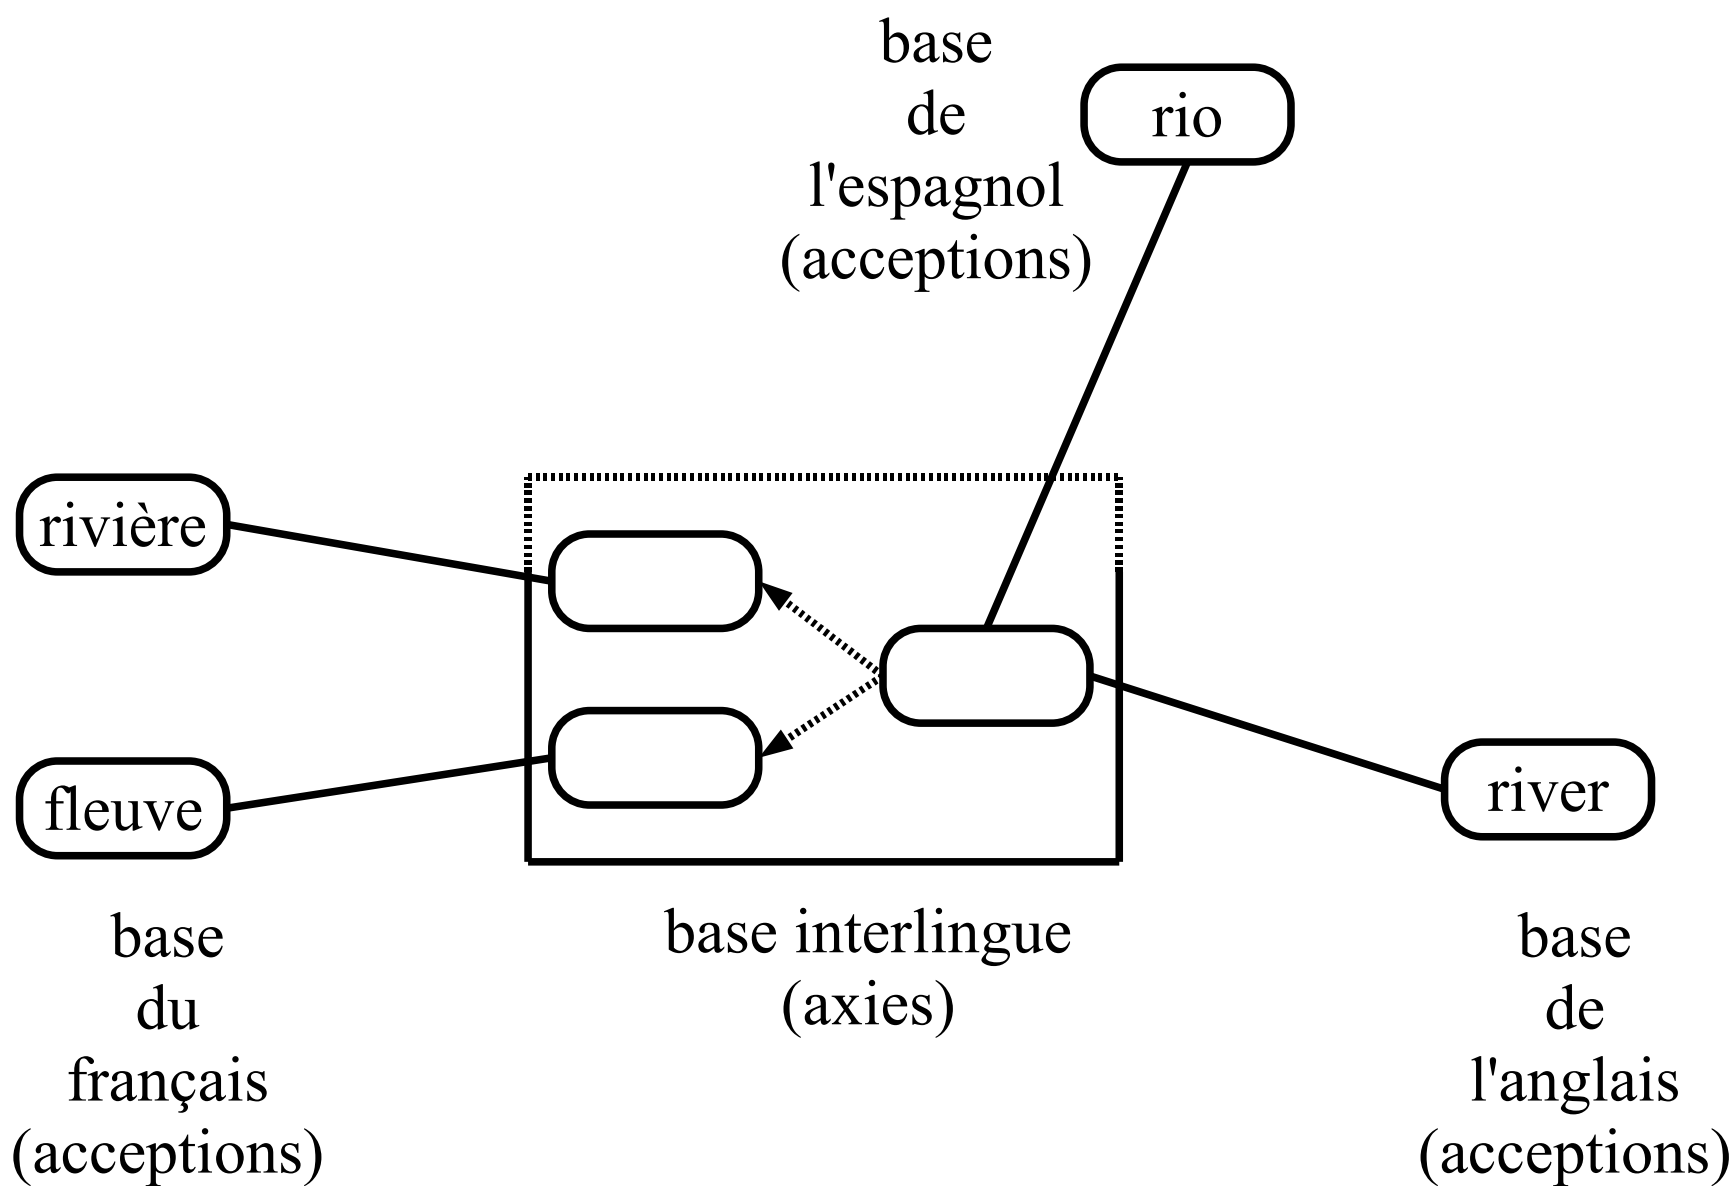 base
de
l'espagnol
(acceptions)
rio
rivière
fleuve
river
base
du
français
(acceptions)
base interlingue
(axies)
base
de
l'anglais
(acceptions)